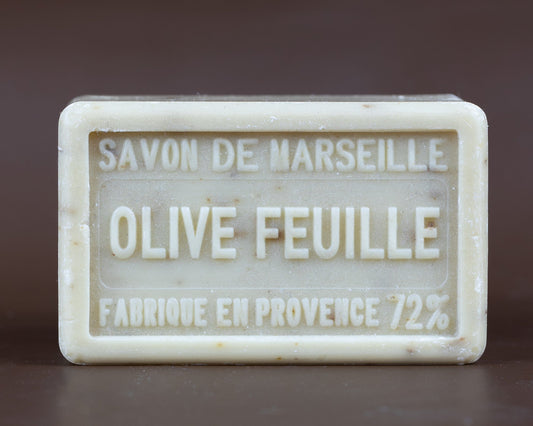 SAVON DE MARSEILLE
OLIVE FEUILLE
FABRIQUE EN PROVENCE 72%